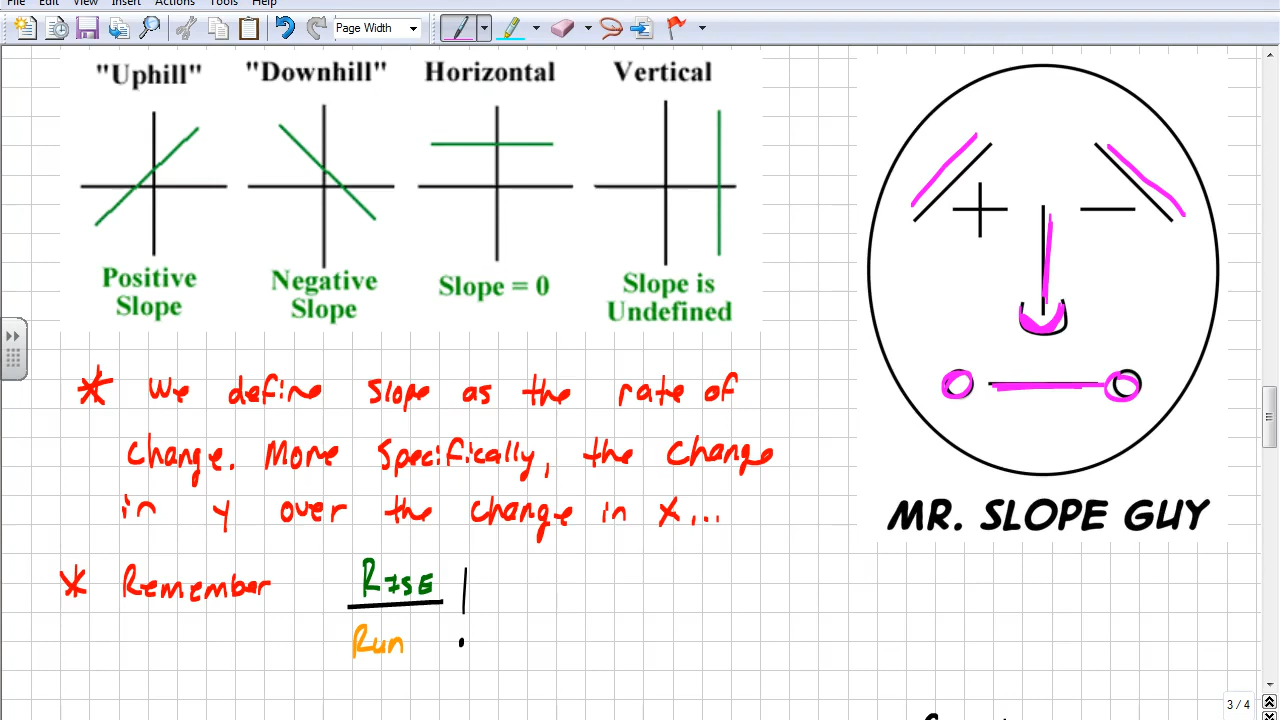 File Edit View Insert Actions Tools Help
Page Width
"Uphill" "Downhill" Horizontal Vertical
Positive Slope Negative Slope Slope = 0 Slope is Undefined
+ −
MR. SLOPE GUY
* We define slope as the rate of
change. More specifically, the change
in y over the change in x...
* Remember RISE
Run !
3 / 4